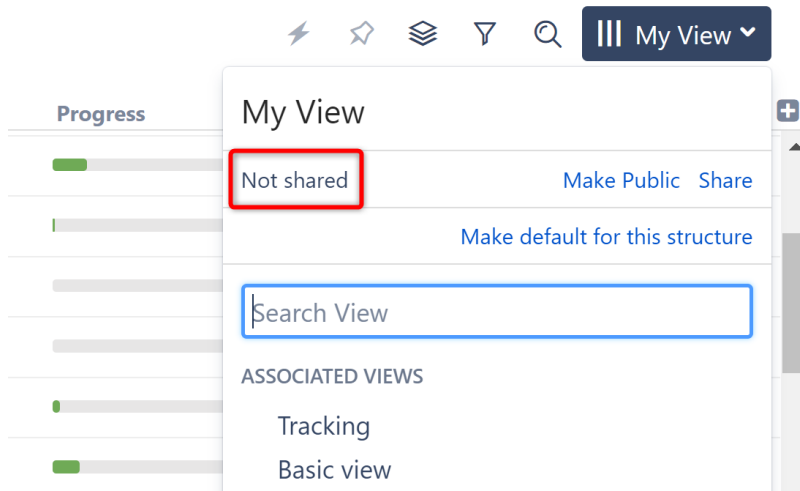 My View
Progress
My View
Not shared Make Public Share
Make default for this structure
Search View
ASSOCIATED VIEWS
Tracking
Basic view